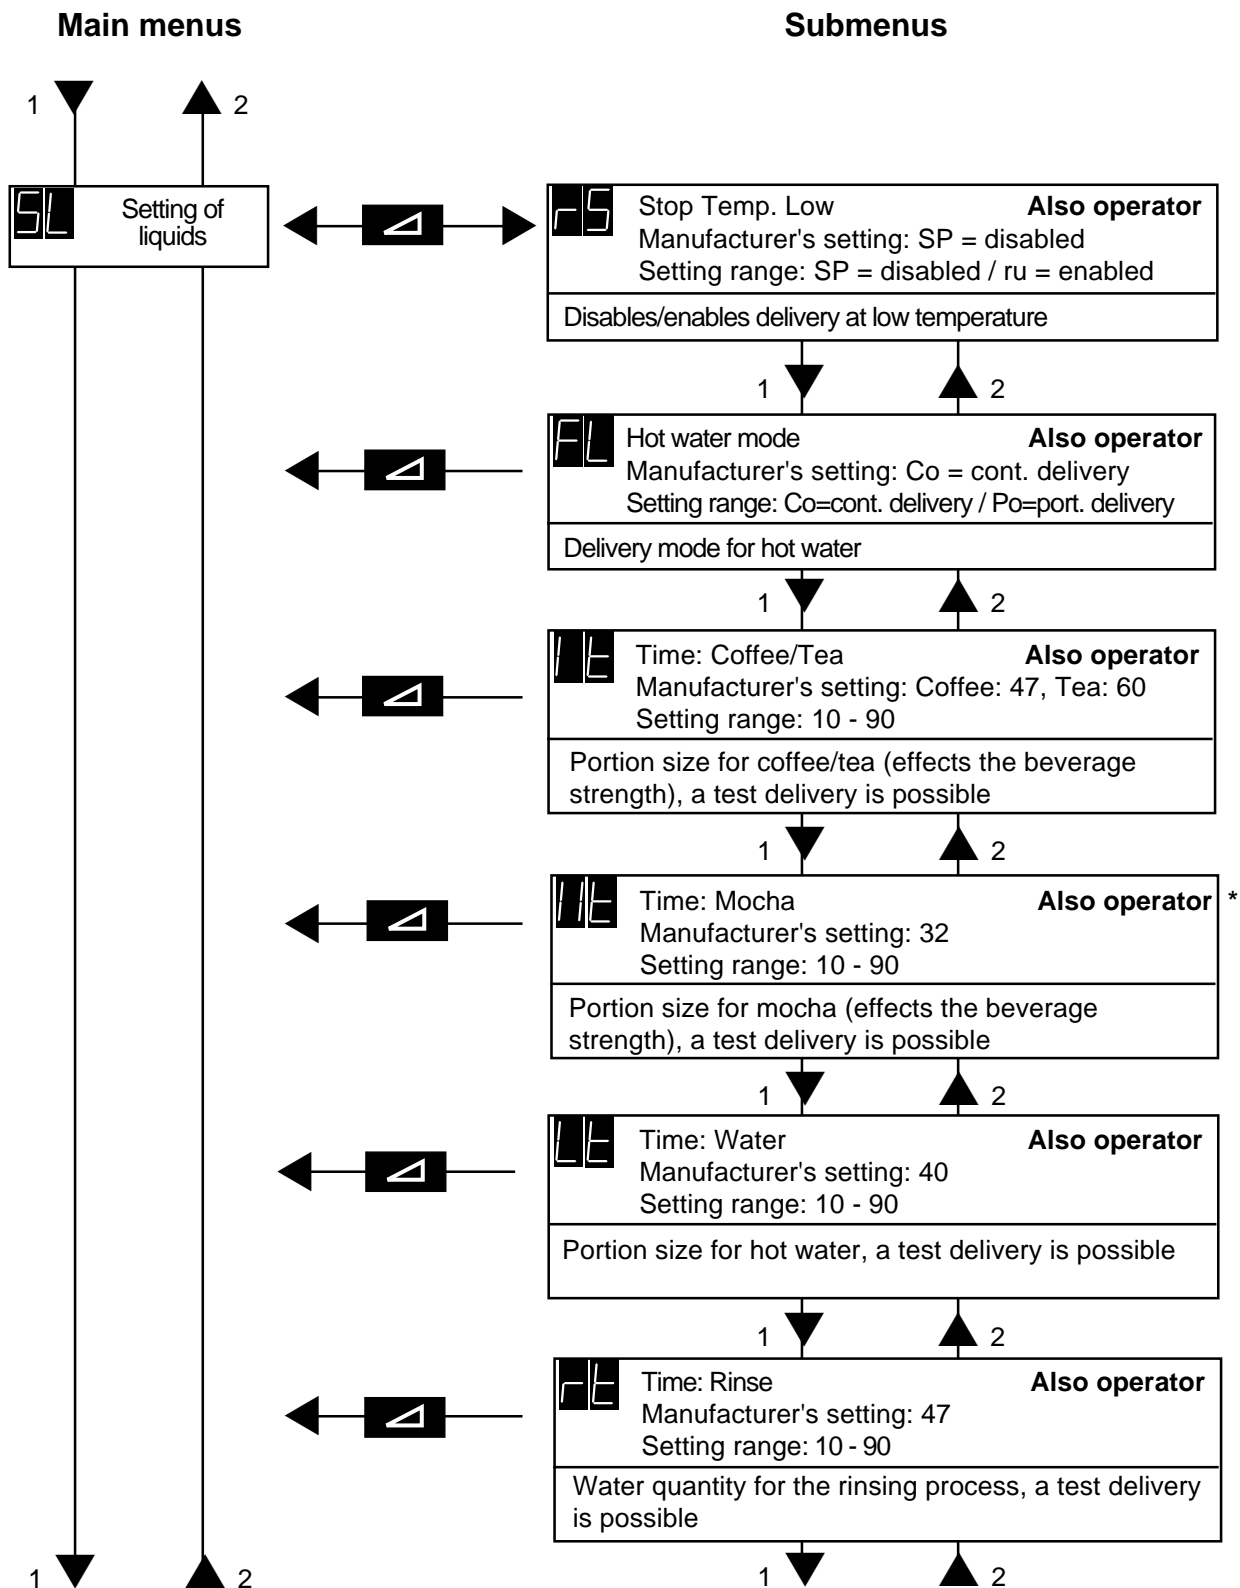 Main menus
Submenus
1
2
SL
Setting of
liquids
rS
Stop Temp. Low
Also operator
Manufacturer's setting: SP = disabled
Setting range: SP = disabled / ru = enabled
Disables/enables delivery at low temperature
1
2
FL
Hot water mode
Also operator
Manufacturer's setting: Co = cont. delivery
Setting range: Co=cont. delivery / Po=port. delivery
Delivery mode for hot water
1
2
1t
Time: Coffee/Tea
Also operator
Manufacturer's setting: Coffee: 47, Tea: 60
Setting range: 10 - 90
Portion size for coffee/tea (effects the beverage
strength), a test delivery is possible
1
2
11t
Time: Mocha
Also operator *
Manufacturer's setting: 32
Setting range: 10 - 90
Portion size for mocha (effects the beverage
strength), a test delivery is possible
1
2
Lt
Time: Water
Also operator
Manufacturer's setting: 40
Setting range: 10 - 90
Portion size for hot water, a test delivery is possible
1
2
rt
Time: Rinse
Also operator
Manufacturer's setting: 47
Setting range: 10 - 90
Water quantity for the rinsing process, a test delivery
is possible
1
2
1
2